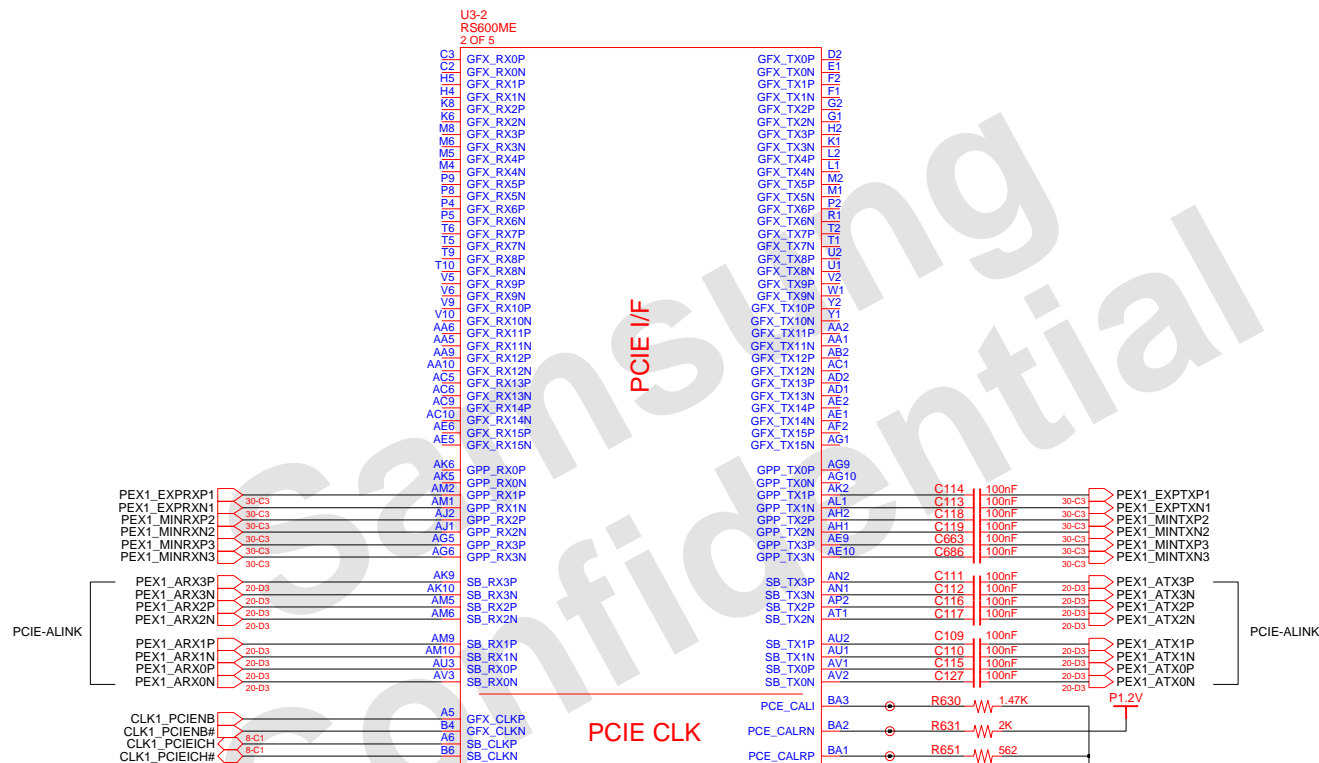 U3-2
RS600ME
2 OF 5
C3 GFX_RX0P GFX_TX0P D2
C2 GFX_RX0N GFX_TX0N E1
H5 GFX_RX1P GFX_TX1P F2
H4 GFX_RX1N GFX_TX1N F1
K8 GFX_RX2P GFX_TX2P G2
K6 GFX_RX2N GFX_TX2N G1
M8 GFX_RX3P GFX_TX3P H2
M6 GFX_RX3N GFX_TX3N K1
M5 GFX_RX4P GFX_TX4P L2
M4 GFX_RX4N GFX_TX4N L1
P9 GFX_RX5P GFX_TX5P M2
P8 GFX_RX5N GFX_TX5N M1
P4 GFX_RX6P GFX_TX6P P2
P5 GFX_RX6N GFX_TX6N R1
T6 GFX_RX7P GFX_TX7P T2
T5 GFX_RX7N GFX_TX7N T1
T9 GFX_RX8P GFX_TX8P U2
T10 GFX_RX8N GFX_TX8N U1
V5 GFX_RX9P GFX_TX9P V2
V6 GFX_RX9N GFX_TX9N W1
V9 GFX_RX10P GFX_TX10P Y2
V10 GFX_RX10N GFX_TX10N Y1
AA6 GFX_RX11P GFX_TX11P AA2
AA5 GFX_RX11N GFX_TX11N AA1
AA9 GFX_RX12P GFX_TX12P AB2
AA10 GFX_RX12N GFX_TX12N AC1
AC5 GFX_RX13P GFX_TX13P AD2
AC6 GFX_RX13N GFX_TX13N AD1
AC9 GFX_RX14P GFX_TX14P AE2
AC10 GFX_RX14N GFX_TX14N AE1
AE6 GFX_RX15P GFX_TX15P AF2
AE5 GFX_RX15N GFX_TX15N AG1
PCIE I/F
AK6 GPP_RX0P GPP_TX0P AG9
AK5 GPP_RX0N GPP_TX0N AG10
PEX1_EXPRXP1 30-C3 AM2 GPP_RX1P GPP_TX1P AK2 C114 100nF 30-C3 PEX1_EXPTXP1
PEX1_EXPRXN1 30-C3 AM1 GPP_RX1N GPP_TX1N AL1 C113 100nF 30-C3 PEX1_EXPTXN1
PEX1_MINRXP2 30-C3 AJ2 GPP_RX2P GPP_TX2P AH2 C118 100nF 30-C3 PEX1_MINTXP2
PEX1_MINRXN2 30-C3 AJ1 GPP_RX2N GPP_TX2N AH1 C119 100nF 30-C3 PEX1_MINTXN2
PEX1_MINRXP3 30-C3 AG5 GPP_RX3P GPP_TX3P AE9 C663 100nF 30-C3 PEX1_MINTXP3
PEX1_MINRXN3 30-C3 AG6 GPP_RX3N GPP_TX3N AE10 C686 100nF 30-C3 PEX1_MINTXN3
PEX1_ARX3P 20-D3 AK9 SB_RX3P SB_TX3P AN2 C111 100nF 20-D3 PEX1_ATX3P
PEX1_ARX3N 20-D3 AK10 SB_RX3N SB_TX3N AN1 C112 100nF 20-D3 PEX1_ATX3N
PEX1_ARX2P 20-D3 AM5 SB_RX2P SB_TX2P AP2 C116 100nF 20-D3 PEX1_ATX2P
PEX1_ARX2N 20-D3 AM6 SB_RX2N SB_TX2N AT1 C117 100nF 20-D3 PEX1_ATX2N
PCIE-ALINK PCIE-ALINK
PEX1_ARX1P 20-D3 AM9 SB_RX1P SB_TX1P AU2 C109 100nF 20-D3 PEX1_ATX1P
PEX1_ARX1N 20-D3 AM10 SB_RX1N SB_TX1N AU1 C110 100nF 20-D3 PEX1_ATX1N
PEX1_ARX0P 20-D3 AU3 SB_RX0P SB_TX0P AV1 C115 100nF 20-D3 PEX1_ATX0P
PEX1_ARX0N 20-D3 AV3 SB_RX0N SB_TX0N AV2 C127 100nF 20-D3 PEX1_ATX0N
P1.2V
PCE_CALI BA3 R630 1.47K
CLK1_PCIENB A5 GFX_CLKP
CLK1_PCIENB# B4 GFX_CLKN PCIE CLK PCE_CALRN BA2 R631 2K
CLK1_PCIEICH 8-C1 A6 SB_CLKP
CLK1_PCIEICH# 8-C1 B6 SB_CLKN PCE_CALRP BA1 R651 562
Samsung
Confidential